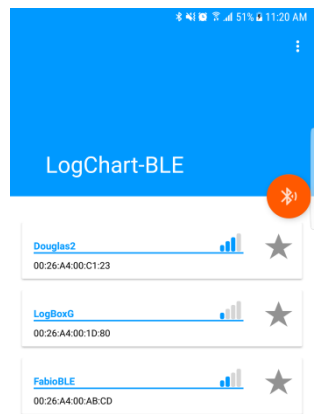 51% 11:20 AM
LogChart-BLE
Douglas2
00:26:A4:00:C1:23
LogBoxG
00:26:A4:00:1D:80
FabioBLE
00:26:A4:00:AB:CD